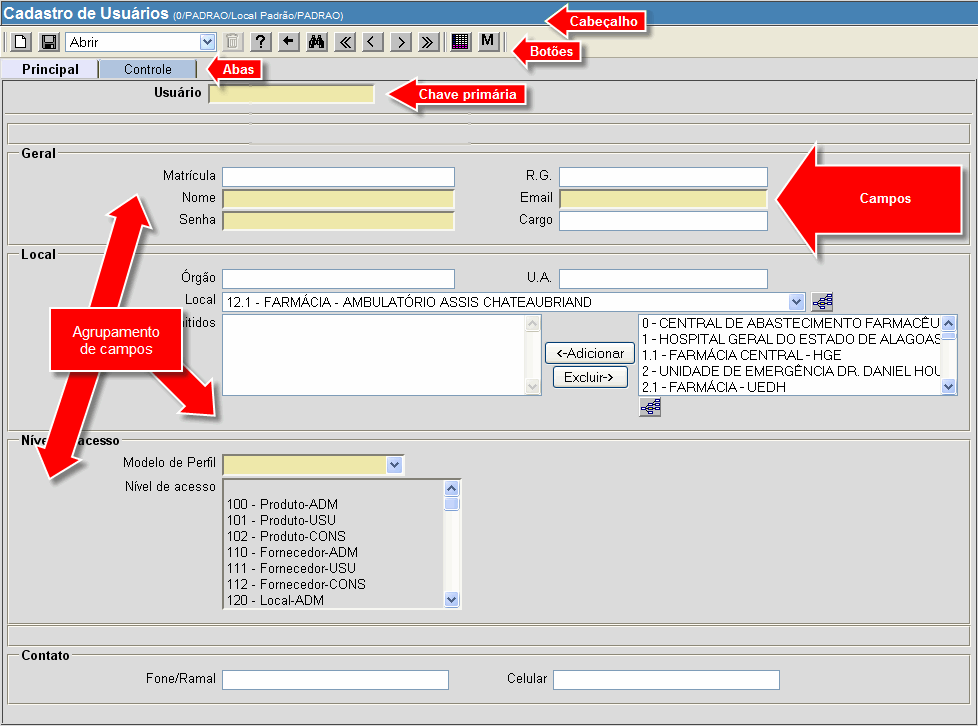 Cadastro de Usuários (0/PADRAO/Local Padrão/PADRAO)
Cabeçalho
Abrir
?
M
Botões
Principal
Controle
Abas
Usuário
Chave primária
Geral
Matrícula
R.G.
Nome
Email
Senha
Cargo
Campos
Local
Órgão
U.A.
Local
12.1 - FARMÁCIA - AMBULATÓRIO ASSIS CHATEAUBRIAND
Agrupamento
de campos
0 - CENTRAL DE ABASTECIMENTO FARMACÊU
1 - HOSPITAL GERAL DO ESTADO DE ALAGOAS
1.1 - FARMÁCIA CENTRAL - HGE
2 - UNIDADE DE EMERGÊNCIA DR. DANIEL HOU
2.1 - FARMÁCIA - UEDH
<-Adicionar
Excluir->
acesso
Modelo de Perfil
Nível de acesso
100 - Produto-ADM
101 - Produto-USU
102 - Produto-CONS
110 - Fornecedor-ADM
111 - Fornecedor-USU
112 - Fornecedor-CONS
120 - Local-ADM
Contato
Fone/Ramal
Celular